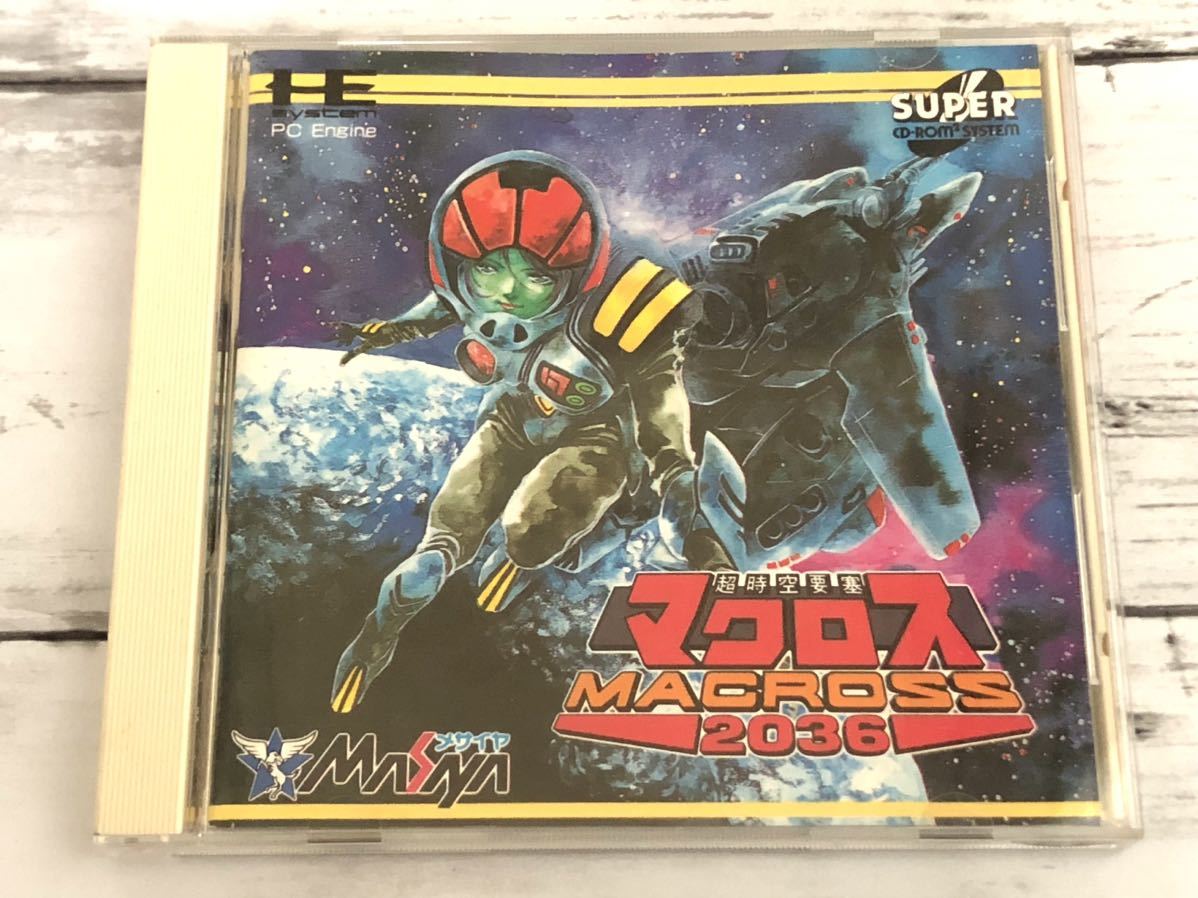 HE
system
PC Engine
SUPER
CD-ROM² SYSTEM
超時空要塞
マクロス
MACROSS
2036
メサイヤ
MASAYA